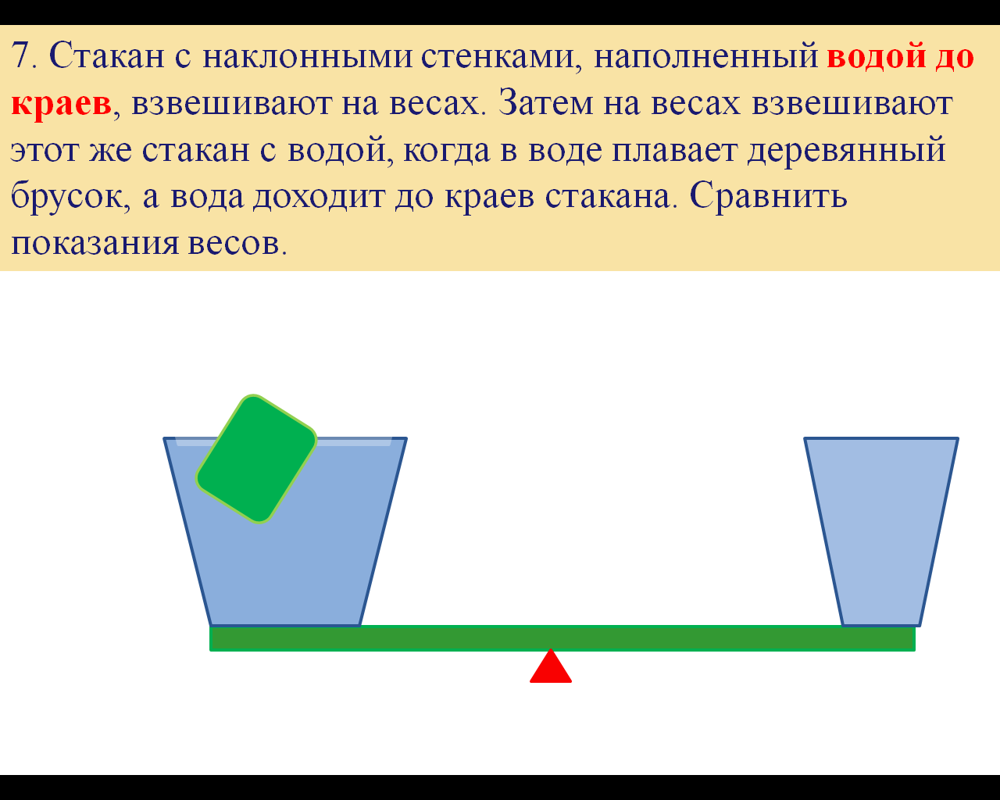 7. Стакан с наклонными стенками, наполненный водой до
краев, взвешивают на весах. Затем на весах взвешивают
этот же стакан с водой, когда в воде плавает деревянный
брусок, а вода доходит до краев стакана. Сравнить
показания весов.